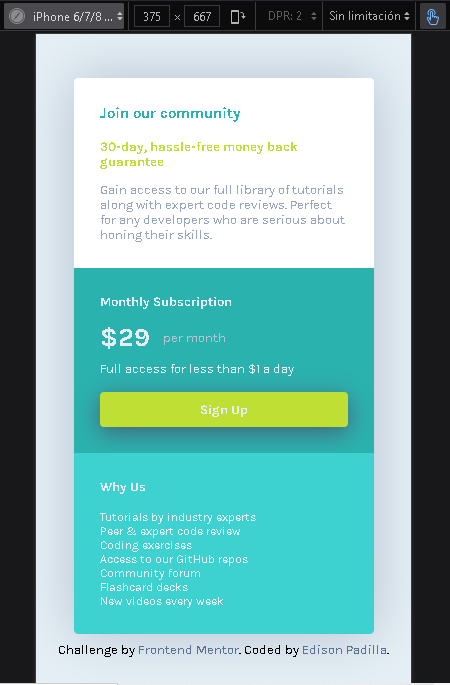 iPhone 6/7/8 ... 375 × 667 DPR: 2 Sin limitación
Join our community
30-day, hassle-free money back
guarantee
Gain access to our full library of tutorials
along with expert code reviews. Perfect
for any developers who are serious about
honing their skills.
Monthly Subscription
$29 per month
Full access for less than $1 a day
Sign Up
Why Us
Tutorials by industry experts
Peer & expert code review
Coding exercises
Access to our GitHub repos
Community forum
Flashcard decks
New videos every week
Challenge by Frontend Mentor. Coded by Edison Padilla.